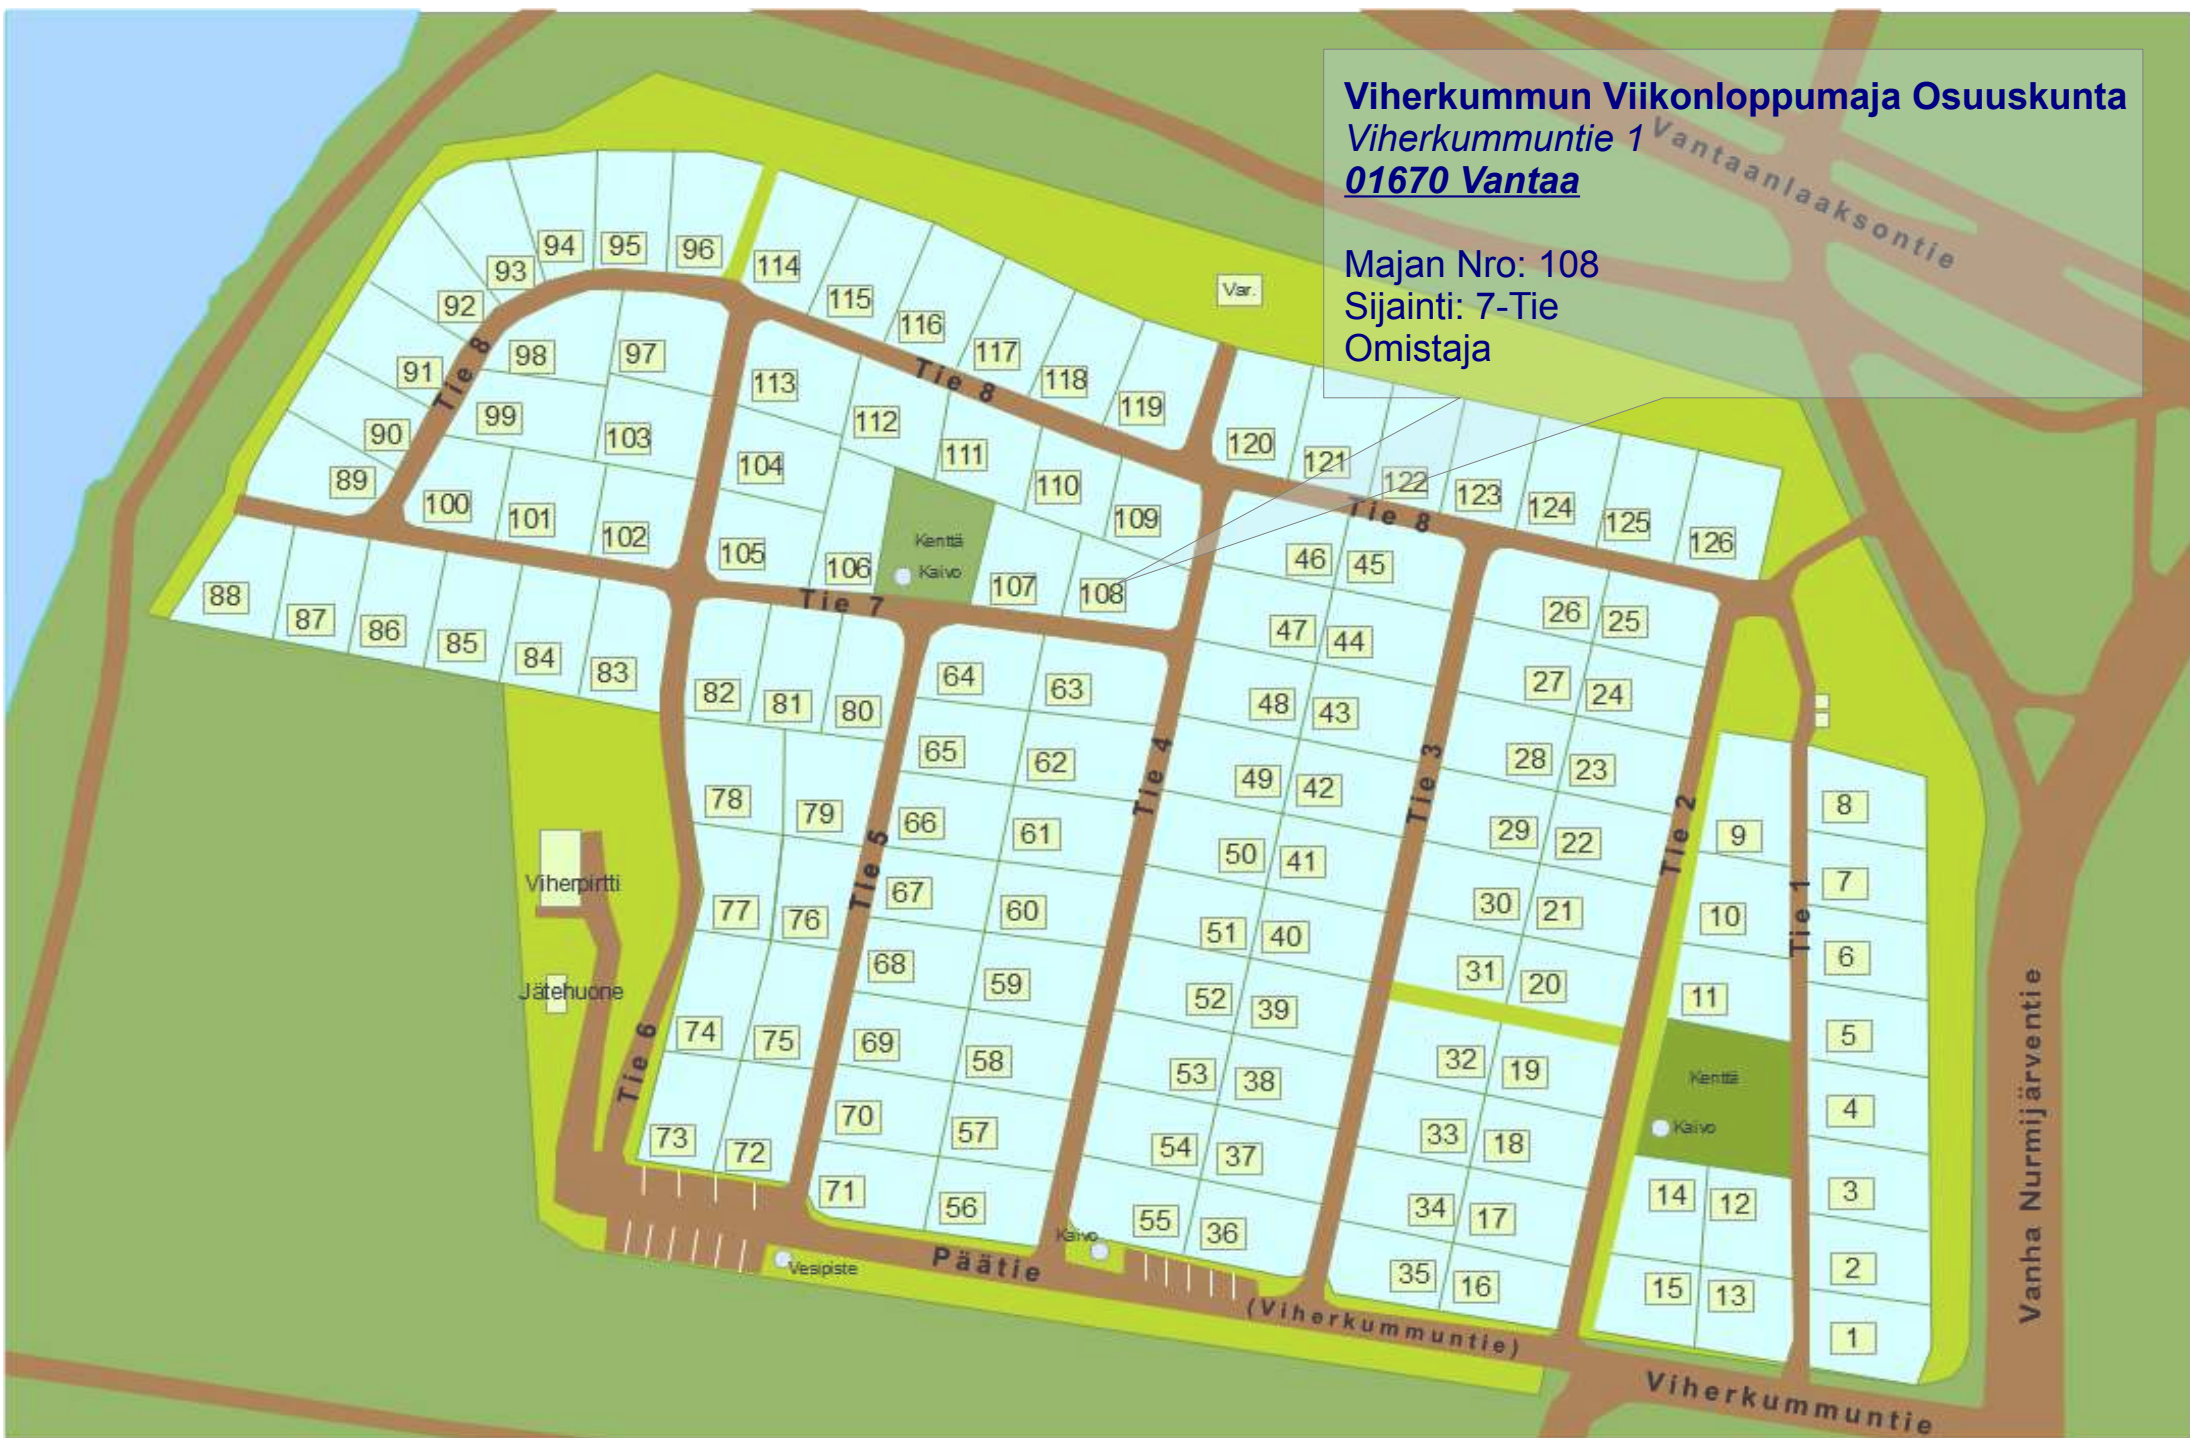 Viherkummun Viikonloppumaja Osuuskunta
Viherkummuntie 1
01670 Vantaa
Majan Nro: 108
Sijainti: 7-Tie
Omistaja
Vantaanlaaksontie
Var.
94 95 96
93
114
92
115
116
98 97
117
91
118
113
119
99
112
90
103
111
120
104
121
89
110
122
100
123
101
109
124
102
125
105
126
106
107
108
Tie 8
Tie 8
Tie 8
Kenttä
Kaivo
Tie 7
88
87
86
85
84
83
82
81
80
46 45
47 44
48 43
49 42
50 41
51 40
52 39
53 38
54 37
55 36
26 25
27 24
28 23
29 22
30 21
31 20
32 19
33 18
34 17
35 16
64 63
65 62
66 61
67 60
68 59
69 58
70 57
71 56
78 79
77 76
74 75
73 72
Tie 6
Tie 5
Tie 4
Tie 3
Tie 2
Tie 1
9
10
11
Kenttä
Kaivo
14 12
15 13
8
7
6
5
4
3
2
1
Viherpirtti
Jätehuone
Vesipiste
Kaivo
Päätie
(Viherkummuntie)
Viherkummuntie
Vanha Nurmijärventie